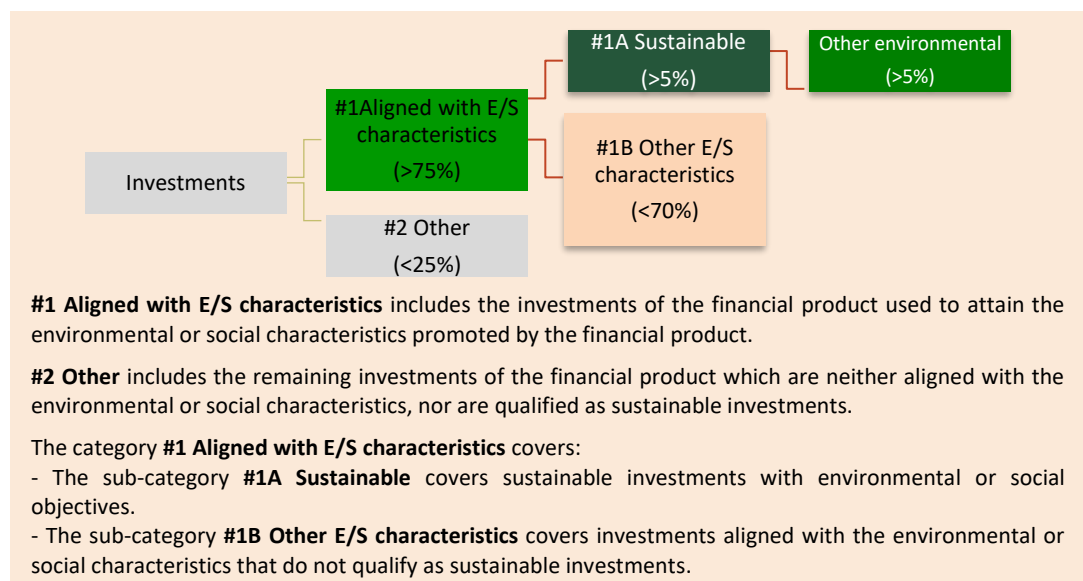 #1A Sustainable
(>5%)
Other environmental
(>5%)
#1Aligned with E/S
characteristics
(>75%)
#1B Other E/S
characteristics
(<70%)
Investments
#2 Other
(<25%)
#1 Aligned with E/S characteristics includes the investments of the financial product used to attain the
environmental or social characteristics promoted by the financial product.
#2 Other includes the remaining investments of the financial product which are neither aligned with the
environmental or social characteristics, nor are qualified as sustainable investments.
The category #1 Aligned with E/S characteristics covers:
- The sub-category #1A Sustainable covers sustainable investments with environmental or social
objectives.
- The sub-category #1B Other E/S characteristics covers investments aligned with the environmental or
social characteristics that do not qualify as sustainable investments.